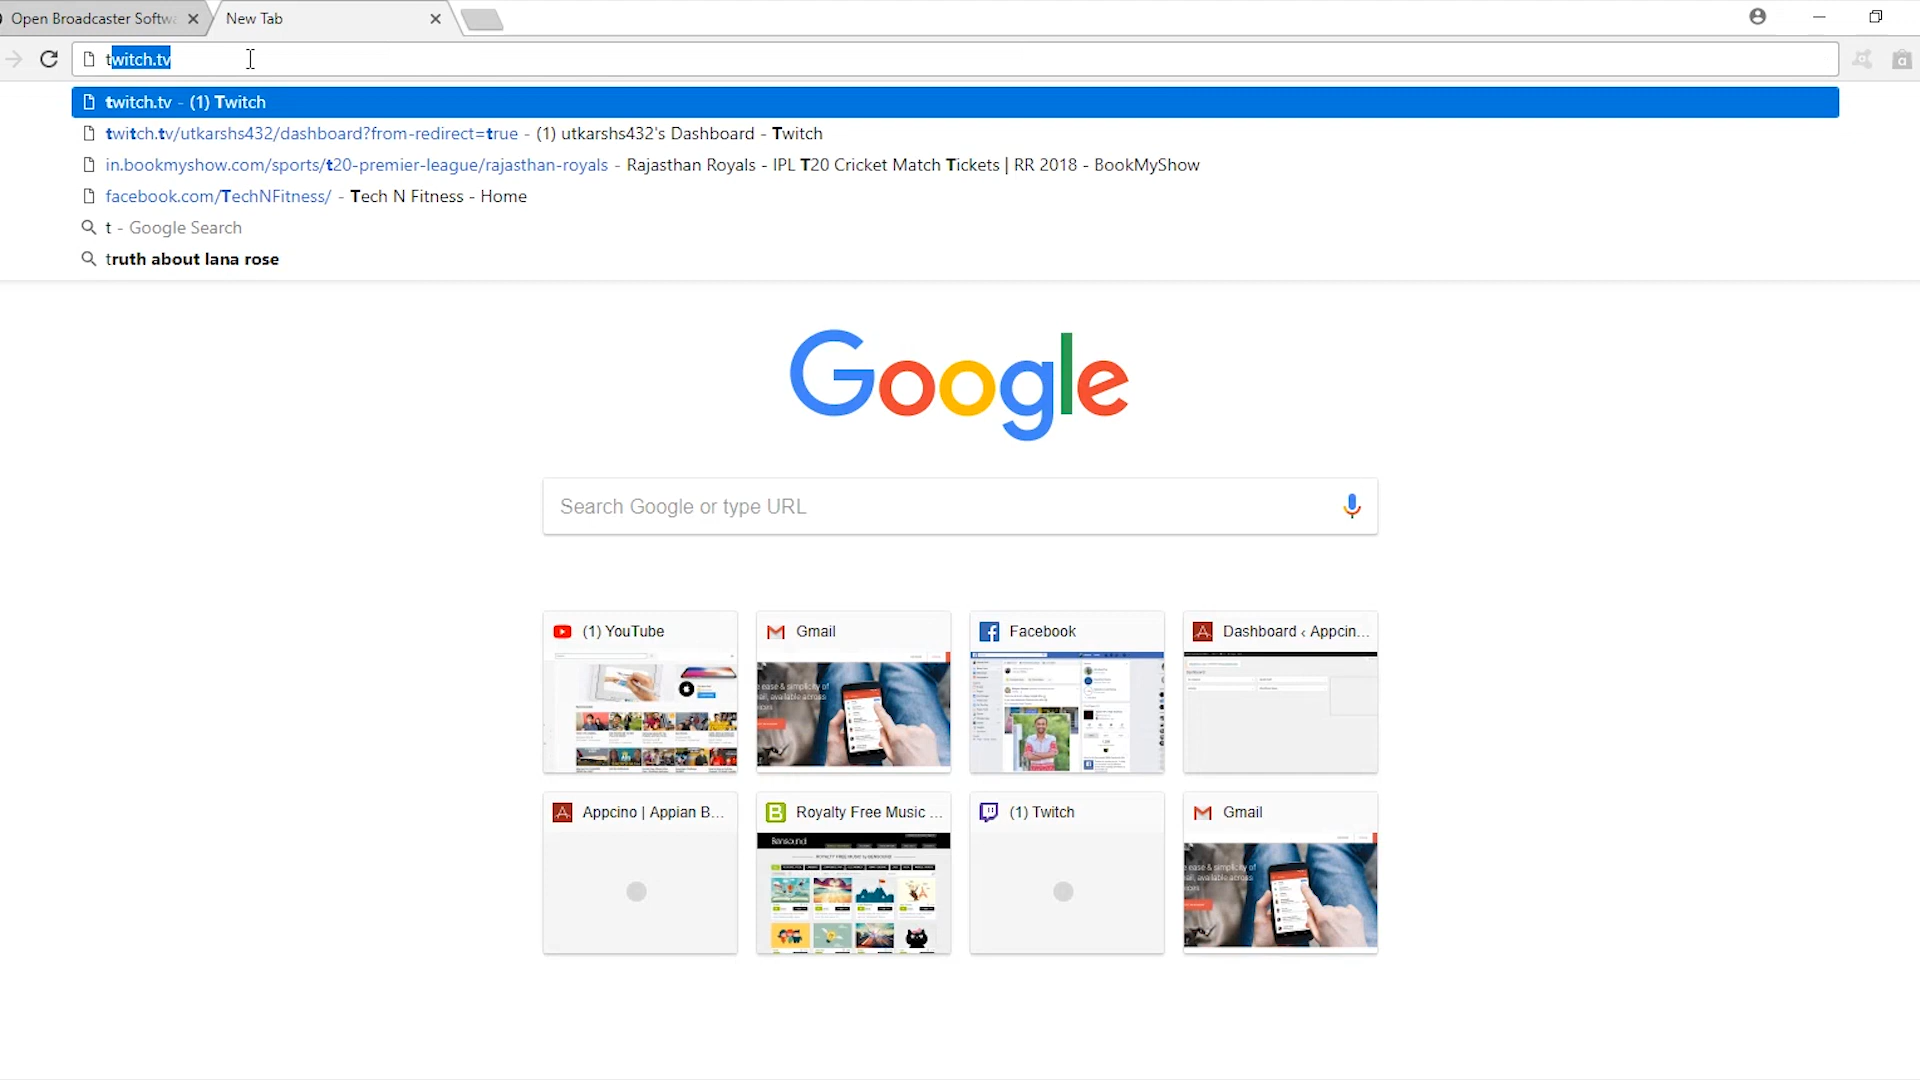 Open Broadcaster Softwa
New Tab
twitch.tv
twitch.tv - (1) Twitch
twitch.tv/utkarshs432/dashboard?from-redirect=true - (1) utkarshs432's Dashboard - Twitch
in.bookmyshow.com/sports/t20-premier-league/rajasthan-royals - Rajasthan Royals - IPL T20 Cricket Match Tickets | RR 2018 - BookMyShow
facebook.com/TechNFitness/ - Tech N Fitness - Home
t - Google Search
truth about lana rose
Google
Search Google or type URL
(1) YouTube
Gmail
Facebook
Dashboard ‹ Appcin...
Appcino | Appian B...
Royalty Free Music ...
(1) Twitch
Gmail
Bensound